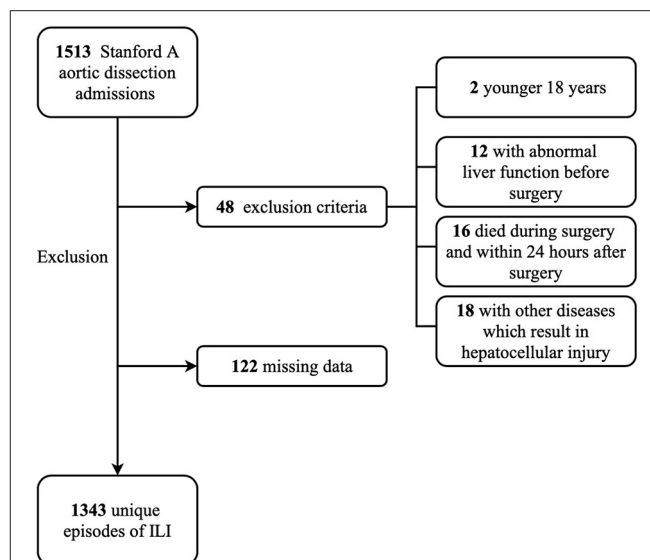 1513 Stanford A
aortic dissection
admissions
2 younger 18 years
12 with abnormal
liver function before
surgery
48 exclusion criteria
16 died during surgery
and within 24 hours after
surgery
Exclusion
18 with other diseases
which result in
hepatocellular injury
122 missing data
1343 unique
episodes of ILI